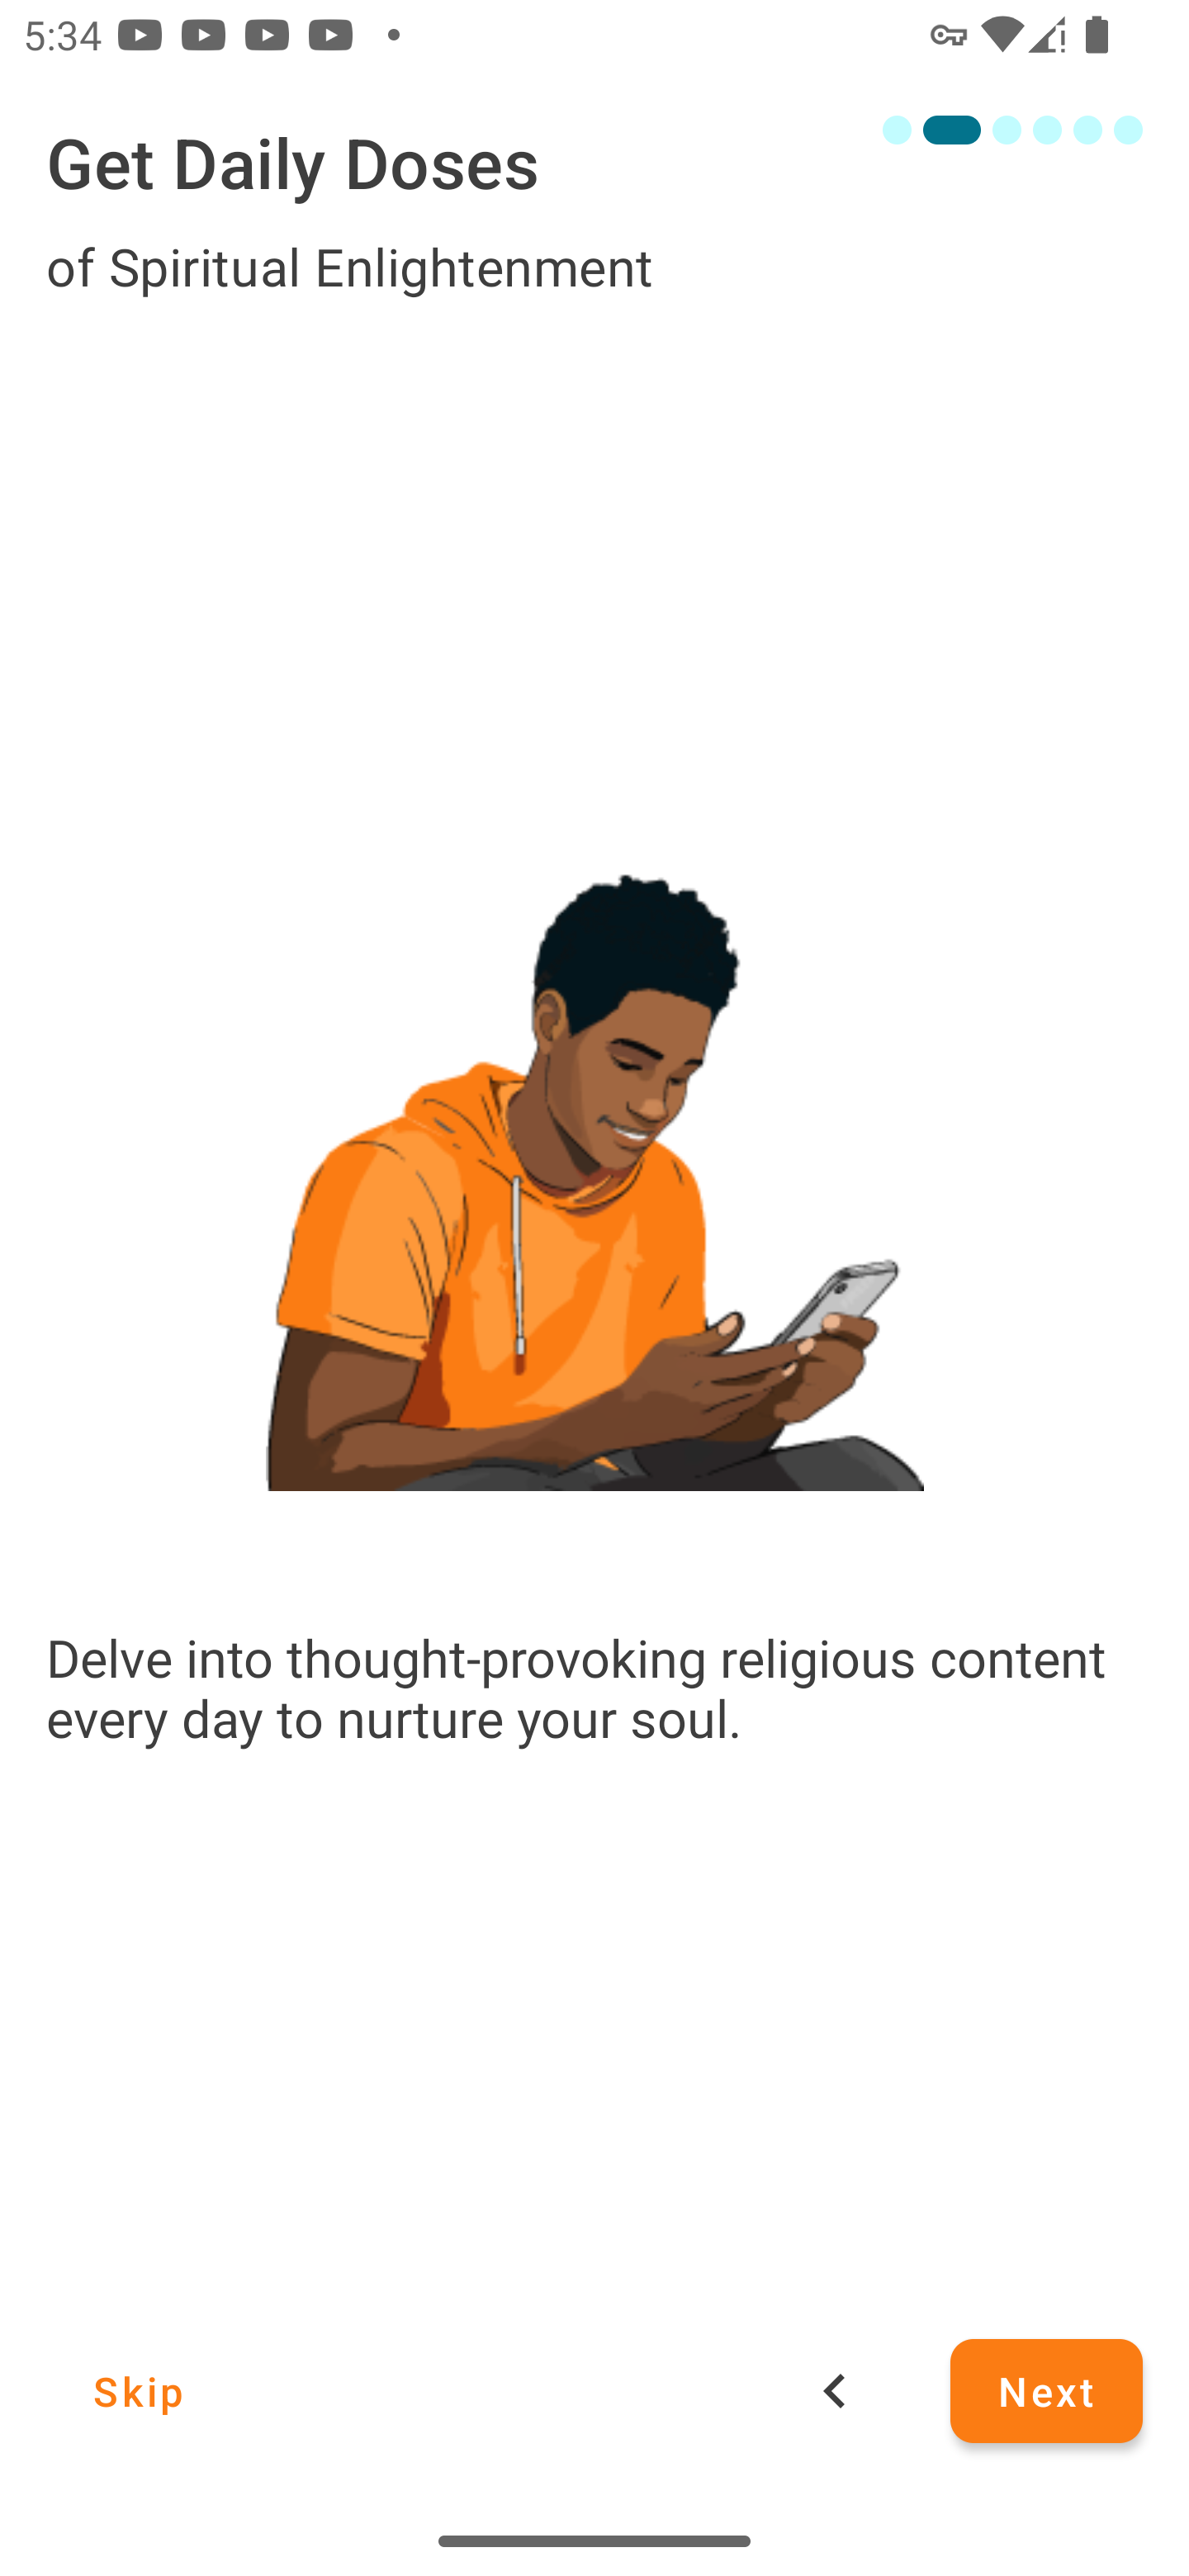 5:34
Get Daily Doses
of Spiritual Enlightenment
Delve into thought-provoking religious content
every day to nurture your soul.
Skip
Next